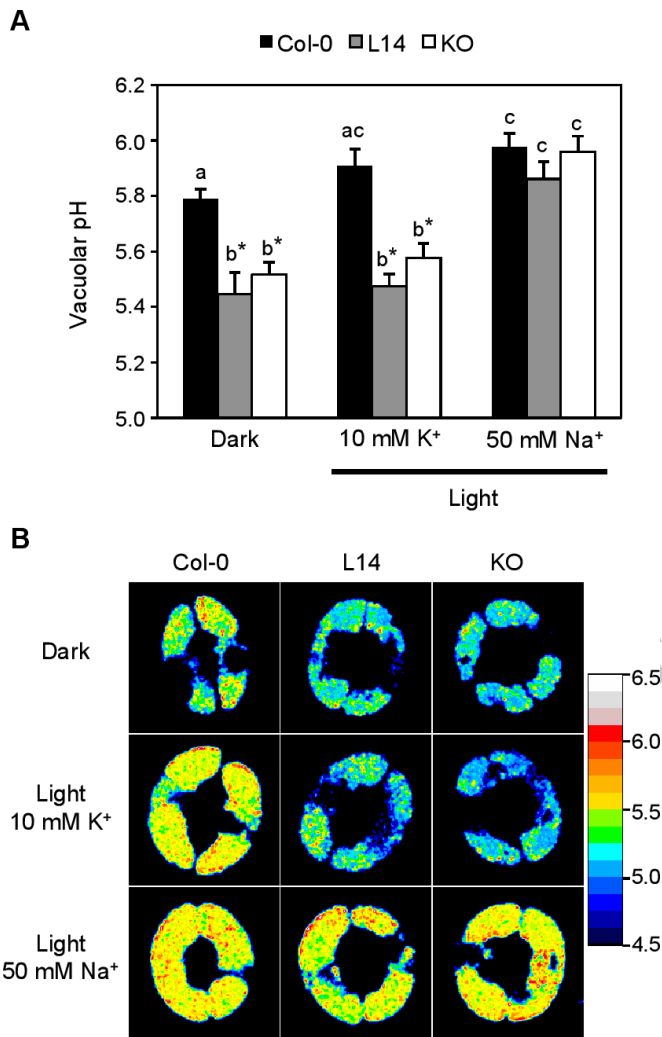 A
Col-0 L14 KO
6.2
6.0
5.8
5.6
5.4
5.2
5.0
Vacuolar pH
a b* b*
ac b* b*
c c c
Dark 10 mM K⁺ 50 mM Na⁺
Light
B
Col-0 L14 KO
Dark
Light
10 mM K⁺
Light
50 mM Na⁺
6.5
6.0
5.5
5.0
4.5